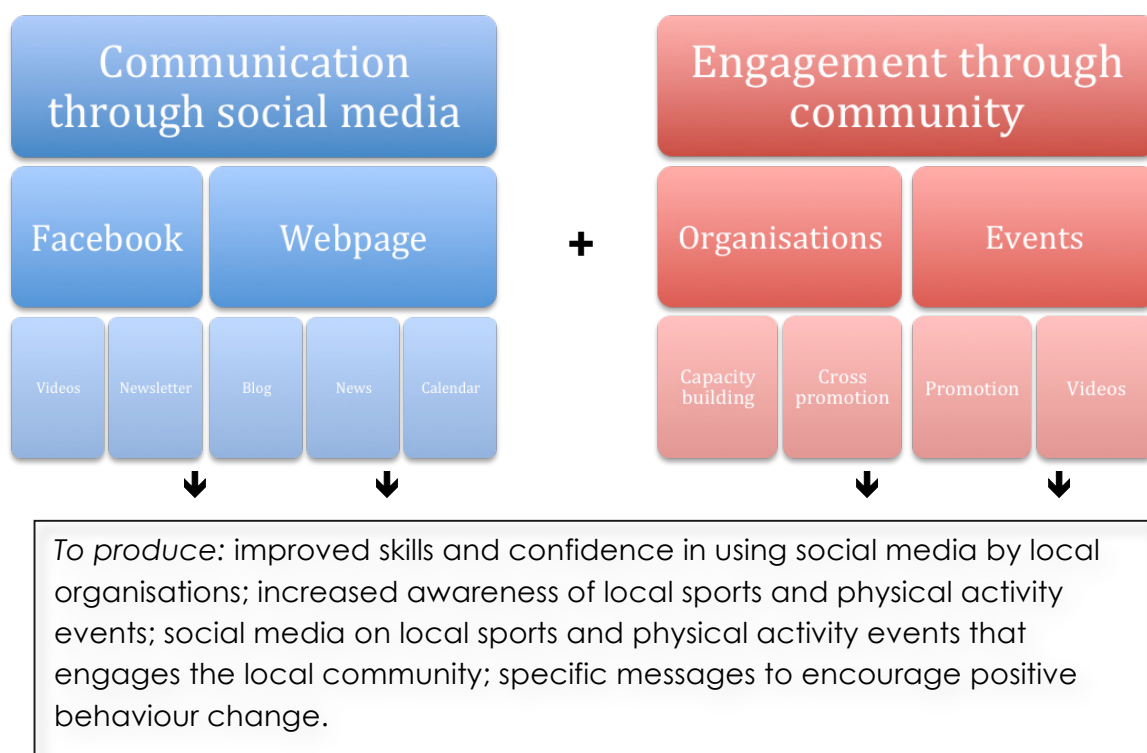 Communication
through social media
Facebook
Webpage
Videos
Newsletter
Blog
News
Calendar
+
Engagement through
community
Organisations
Events
Capacity
building
Cross
promotion
Promotion
Videos
To produce: improved skills and confidence in using social media by local
organisations; increased awareness of local sports and physical activity
events; social media on local sports and physical activity events that
engages the local community; specific messages to encourage positive
behaviour change.